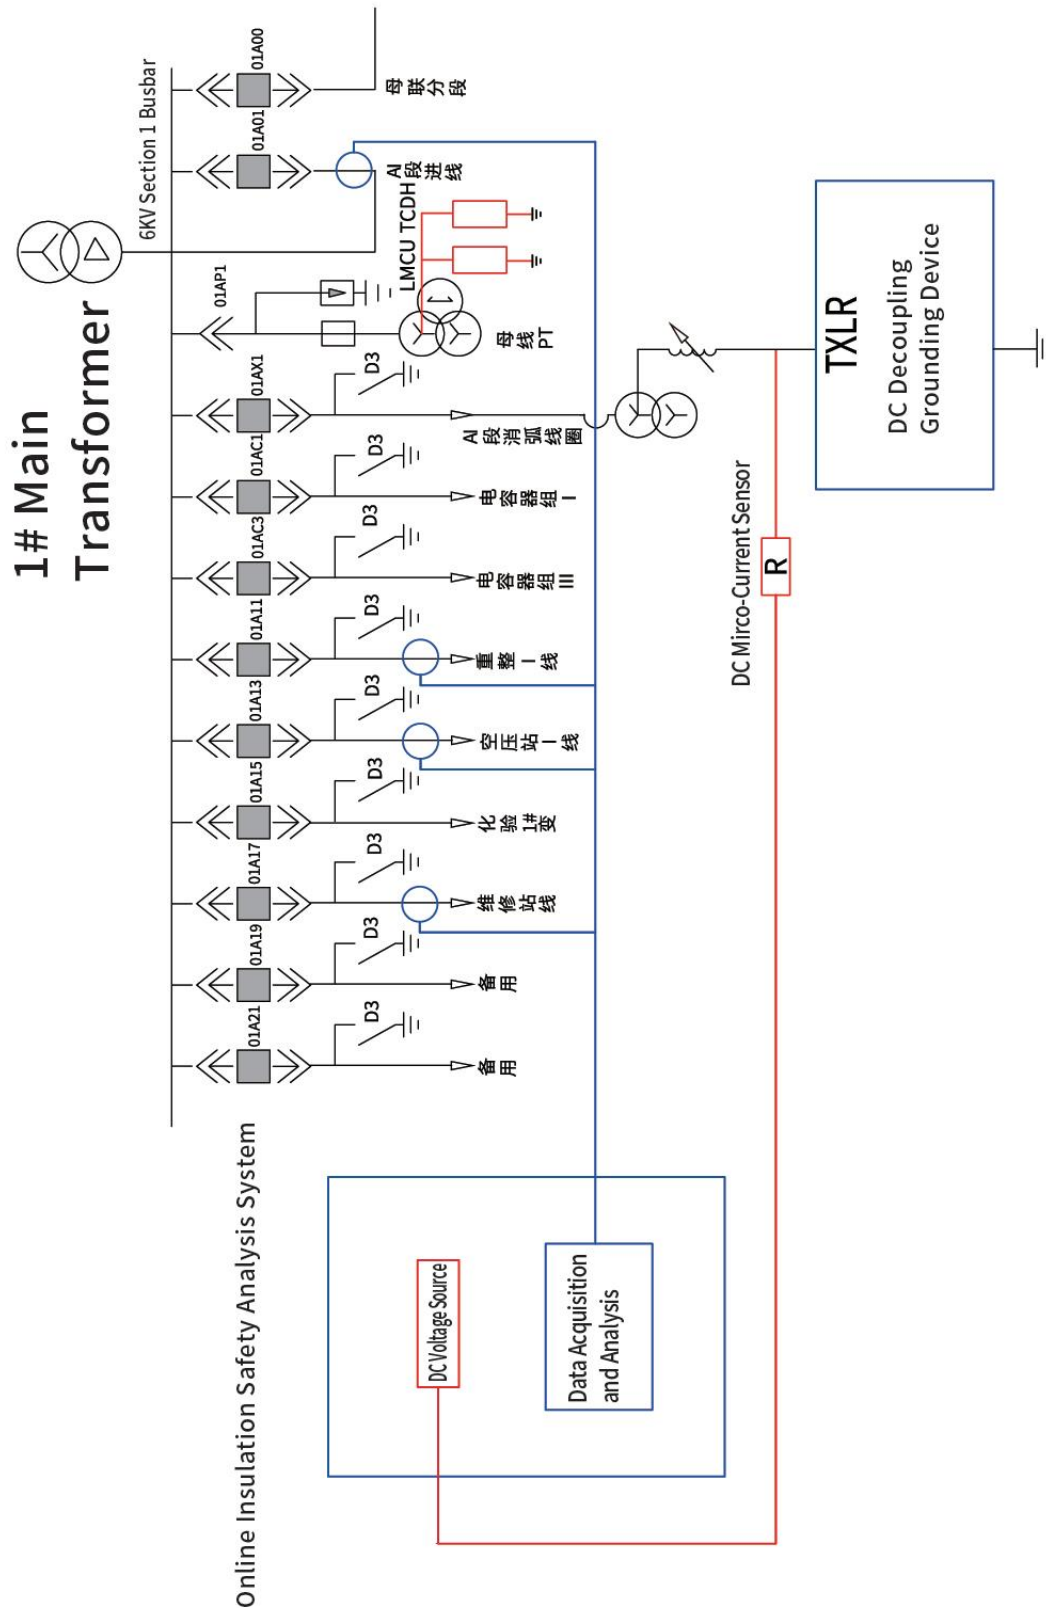 1# Main
Transformer
6KV Section 1 Busbar
01A21
01A19
01A17
01A15
01A13
01A11
01AC3
01AC1
01AX1
01AP1
01A01
01A00
D3
D3
D3
D3
D3
D3
D3
D3
D3
LMCU TCDH
备用
备用
维修站线
化验1#变
空压站I线
重整I线
电容器组III
电容器组I
AI段消弧线圈
母线PT
AI段进线
母联分段
Online Insulation Safety Analysis System
DC Voltage Source
Data Acquisition
and Analysis
DC Mirco-Current Sensor
R
TXLR
DC Decoupling
Grounding Device